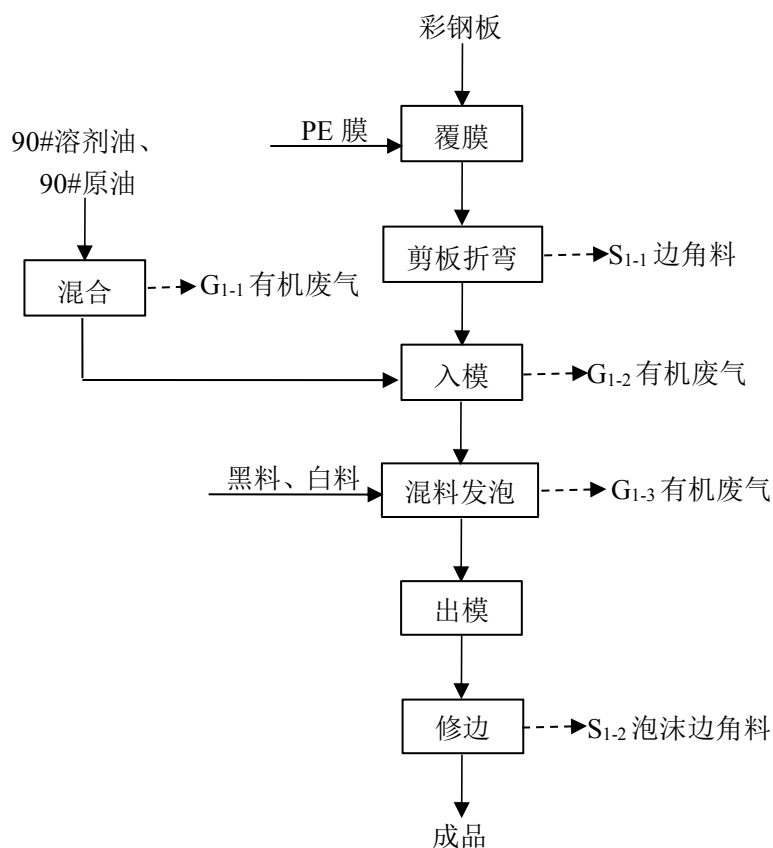 彩钢板
PE 膜
覆膜
90#溶剂油、
90#原油
剪板折弯
S1-1 边角料
混合
G1-1 有机废气
入模
G1-2 有机废气
黑料、白料
混料发泡
G1-3 有机废气
出模
修边
S1-2 泡沫边角料
成品